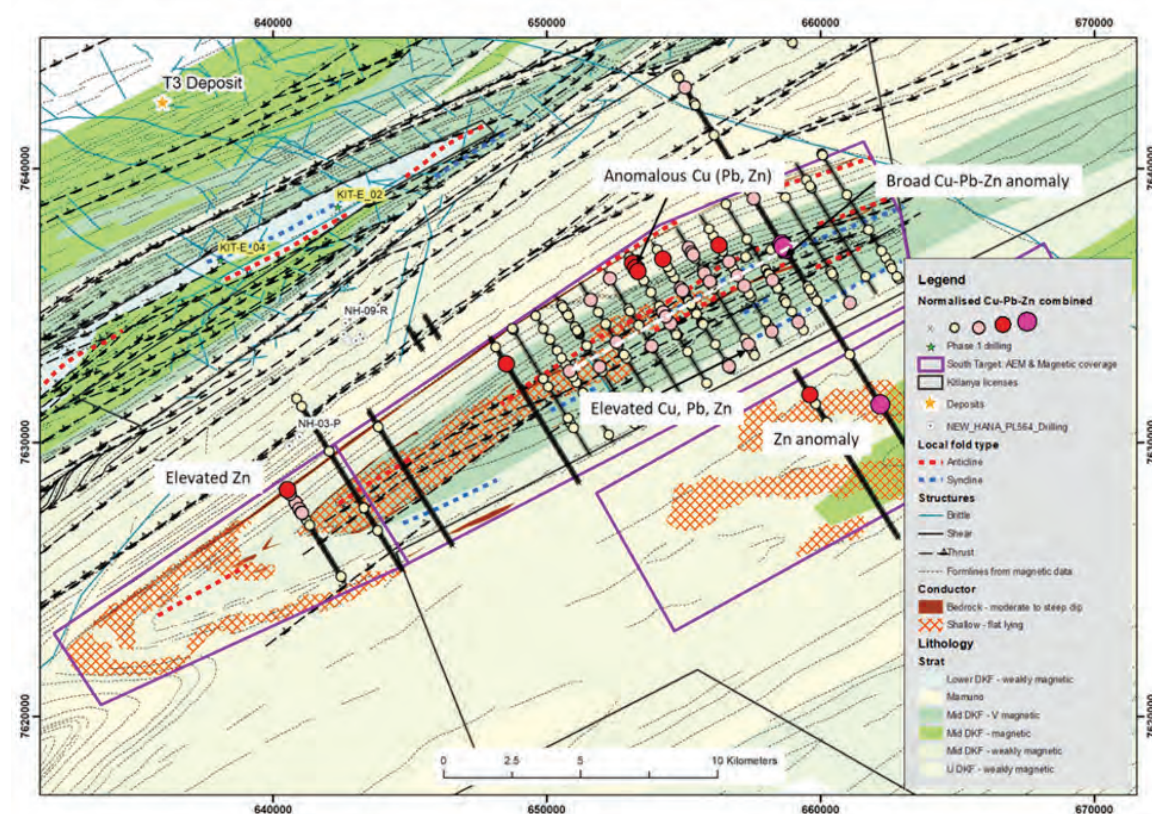 640000
650000
660000
670000
T3 Deposit
7640000
7640000
Anomalous Cu (Pb, Zn)
Broad Cu-Pb-Zn anomaly
KIT-E_02
KIT-E_04
NH-09-R
Elevated Cu, Pb, Zn
Zn anomaly
NH-03-P
Elevated Zn
7630000
7630000
7620000
7620000
Legend
Normalised Cu-Pb-Zn combined
Phase 1 drilling
South Target: AEM & Magnetic coverage
Kitlanya licenses
Deposits
NEW_HANA_PL564_Drilling
Local fold type
Anticline
Syncline
Structures
Brittle
Shear
Thrust
Formlines from magnetic data
Conductor
Bedrock - moderate to steep dip
Shallow - flat lying
Lithology
Strat
Lower DKF - weakly magnetic
Mamuno
Mid DKF - V magnetic
Mid DKF - magnetic
Mid DKF - weakly magnetic
U DKF - weakly magnetic
0 2.5 5 10 Kilometers
640000
650000
660000
670000